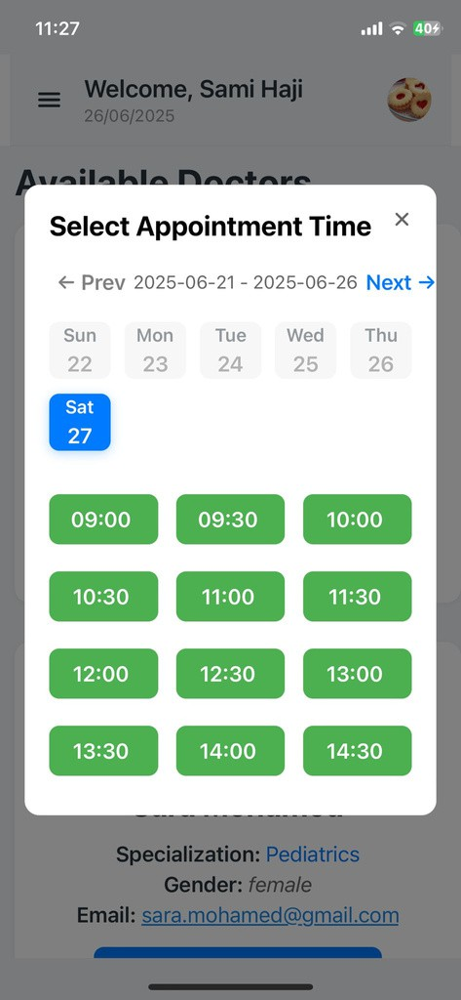 11:27
40
Welcome, Sami Haji
26/06/2025
Available Doctors
Select Appointment Time
×
← Prev 2025-06-21 - 2025-06-26 Next →
Sun Mon Tue Wed Thu
22 23 24 25 26
Sat
27
09:00 09:30 10:00
10:30 11:00 11:30
12:00 12:30 13:00
13:30 14:00 14:30
Sara Mohamed
Specialization: Pediatrics
Gender: female
Email: sara.mohamed@gmail.com